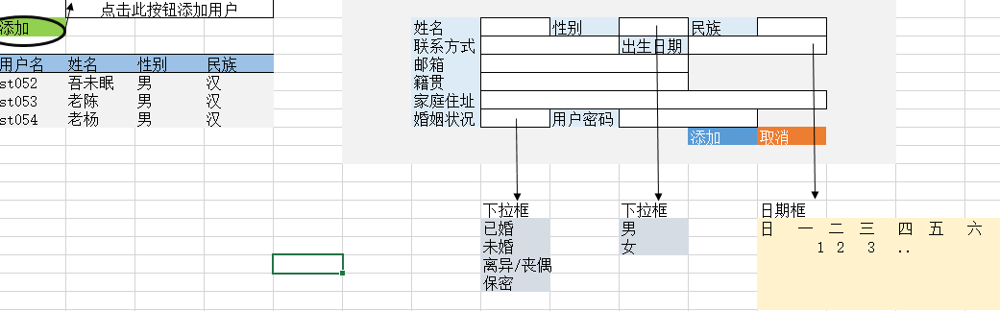 点击此按钮添加用户
添加
用户名 姓名 性别 民族
st052 吾未眠 男 汉
st053 老陈 男 汉
st054 老杨 男 汉
姓名 性别 民族
联系方式 出生日期
邮箱
籍贯
家庭住址
婚姻状况 用户密码
添加 取消
下拉框
已婚
未婚
离异/丧偶
保密
下拉框
男
女
日期框
日 一 二 三 四 五 六
1 2 3 ..